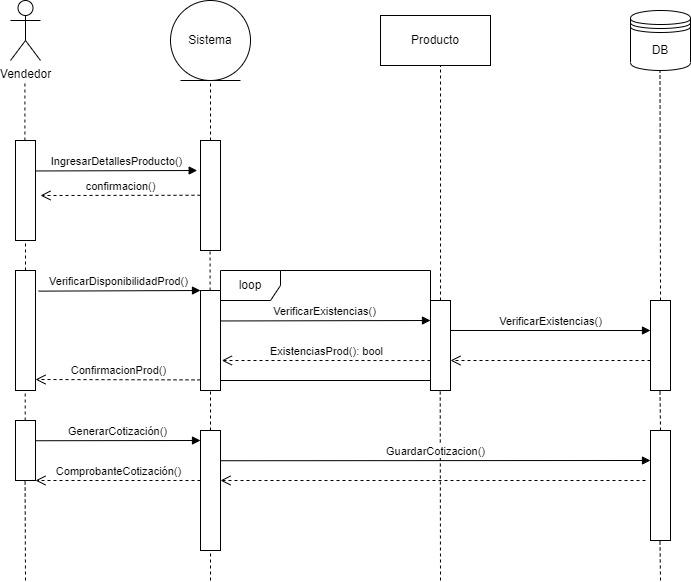 Vendedor
Sistema
Producto
DB
IngresarDetallesProducto()
confirmacion()
VerificarDisponibilidadProd()
loop
VerificarExistencias()
VerificarExistencias()
ExistenciasProd(): bool
ConfirmacionProd()
GenerarCotización()
GuardarCotizacion()
ComprobanteCotización()